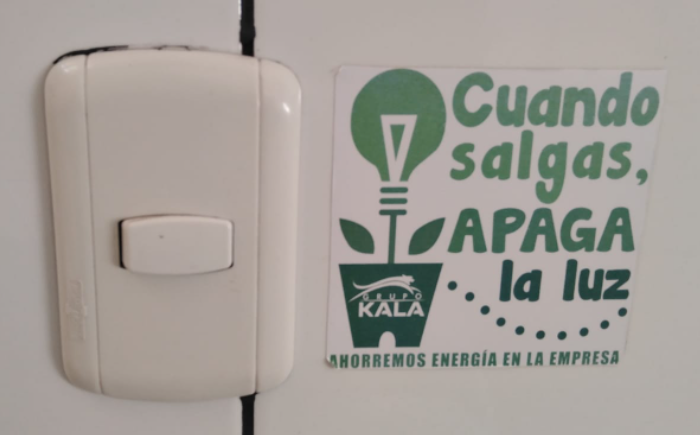 Cuando
salgas,
APAGA
la luz
GRUPO
KALA
AHORREMOS ENERGÍA EN LA EMPRESA